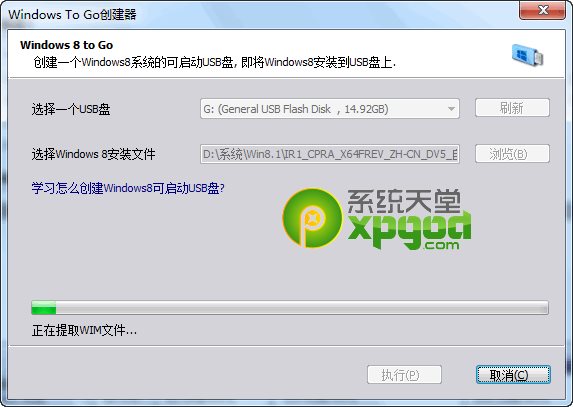 Windows To Go创建器
Windows 8 to Go
创建一个Windows8系统的可启动USB盘, 即将Windows8安装到USB盘上.
选择一个USB盘
G: (General USB Flash Disk , 14.92GB)
刷新
选择Windows 8安装文件
D:\系统\Win8.1\IR1_CPRA_X64FREV_ZH-CN_DV5_
浏览(B)
学习怎么创建Windows8可启动USB盘?
系统天堂
xpgod
.com
正在提取WIM文件...
执行(P)
取消(C)